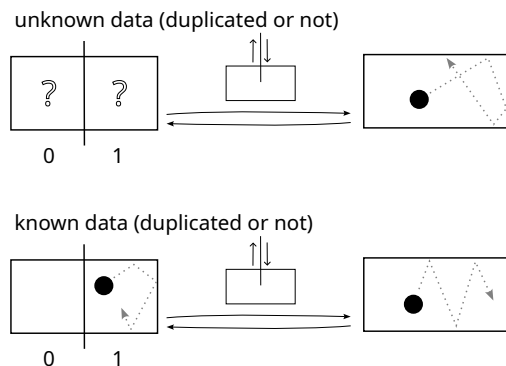 unknown data (duplicated or not)
? ?
0 1
known data (duplicated or not)
0 1